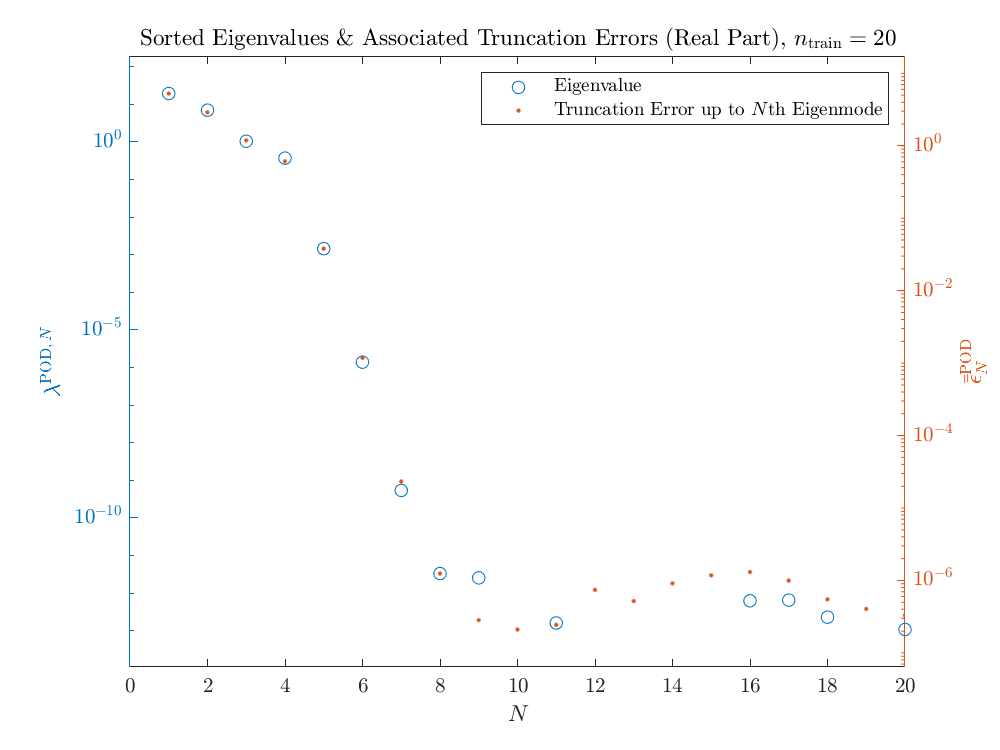 Sorted Eigenvalues & Associated Truncation Errors (Real Part), n_train = 20
Eigenvalue
Truncation Error up to Nth Eigenmode
10^0
10^-5
10^-10
λ^POD, N
10^0
10^-2
10^-4
10^-6
ϵ̿_N^POD
0 2 4 6 8 10 12 14 16 18 20
N